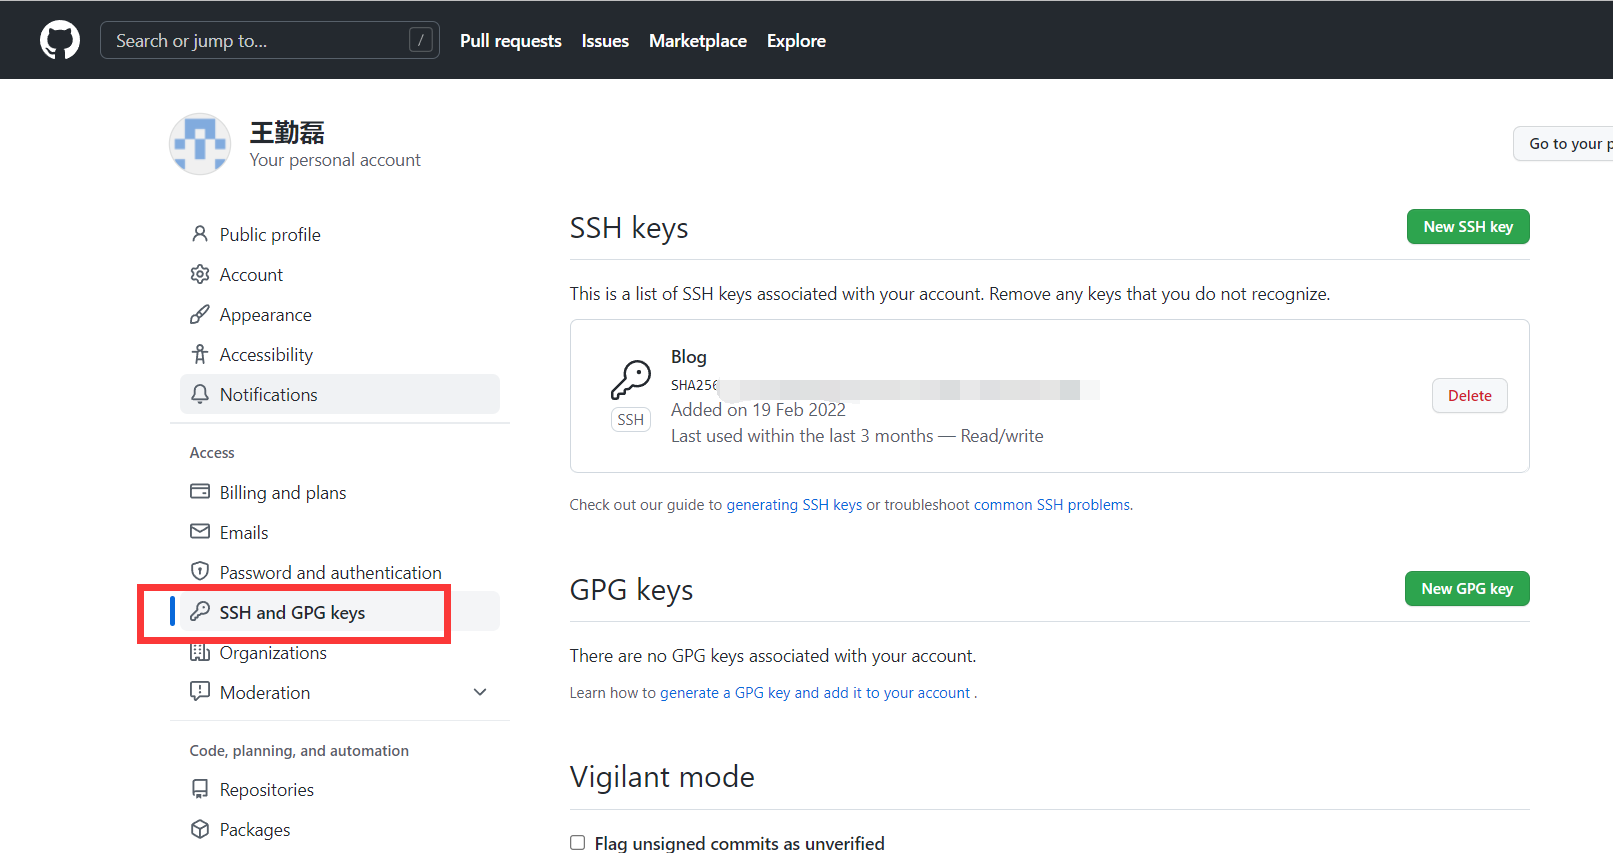 Search or jump to...
/
Pull requests
Issues
Marketplace
Explore
王勤磊
Your personal account
Go to your
Public profile
Account
Appearance
Accessibility
Notifications
Access
Billing and plans
Emails
Password and authentication
SSH and GPG keys
Organizations
Moderation
Code, planning, and automation
Repositories
Packages
SSH keys
New SSH key
This is a list of SSH keys associated with your account. Remove any keys that you do not recognize.
Blog
SHA256
Added on 19 Feb 2022
Last used within the last 3 months — Read/write
SSH
Delete
Check out our guide to generating SSH keys or troubleshoot common SSH problems.
GPG keys
New GPG key
There are no GPG keys associated with your account.
Learn how to generate a GPG key and add it to your account .
Vigilant mode
Flag unsigned commits as unverified